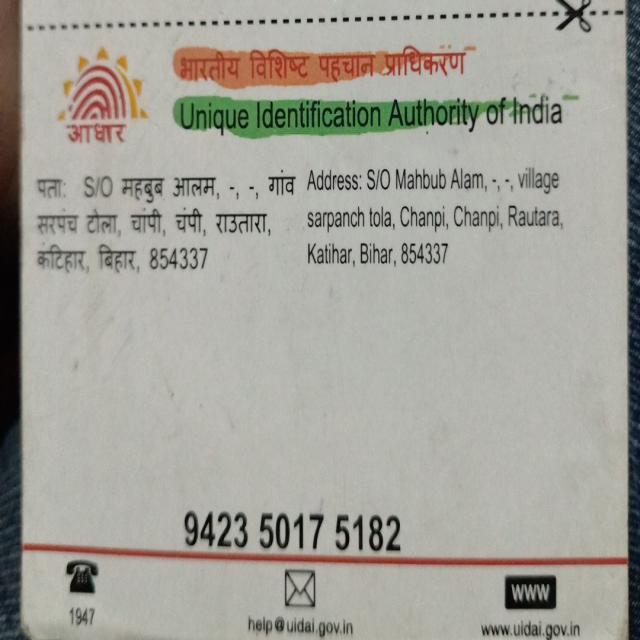 भारतीय विशिष्ट पहचान प्राधिकरण
Unique Identification Authority of India
आधार
पता: S/O महबुब आलम, -, -, गांव
सरपंच टोला, चांपी, चंपी, राउतारा,
कटिहार, बिहार, 854337
Address: S/O Mahbub Alam, -, -, village
sarpanch tola, Chanpi, Chanpi, Rautara,
Katihar, Bihar, 854337
9423 5017 5182
1947
help@uidai.gov.in
WWW
www.uidai.gov.in